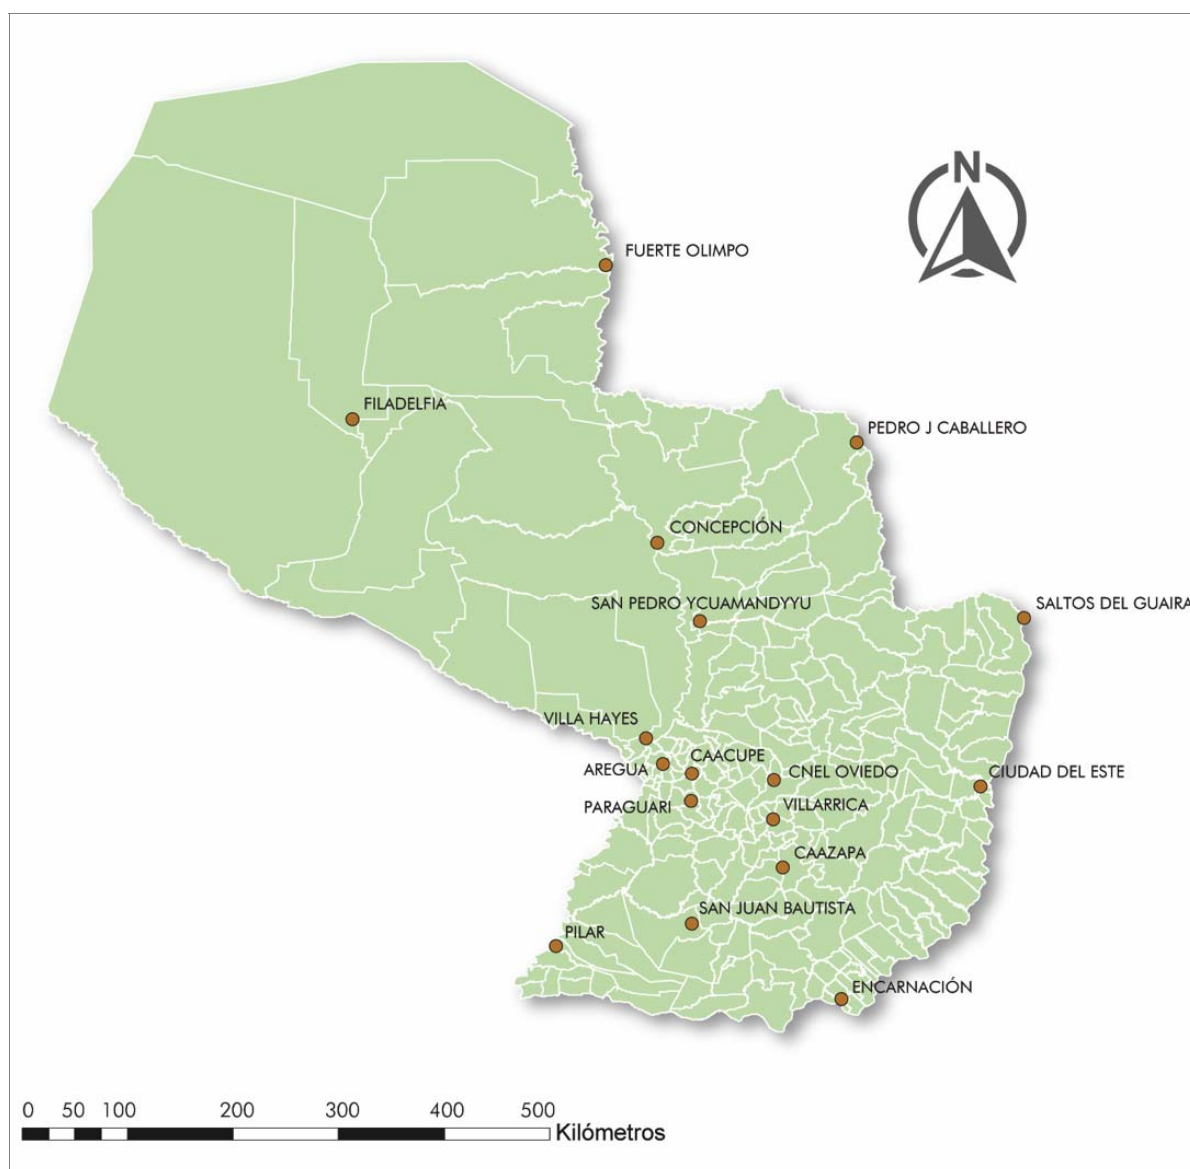 N
FUERTE OLIMPO
FILADELFIA
PEDRO J CABALLERO
CONCEPCIÓN
SAN PEDRO YCUAMANDYYU
SALTOS DEL GUAIRA
VILLA HAYES
CAACUPE
AREGUA
CNEL OVIEDO
CIUDAD DEL ESTE
PARAGUARI
VILLARRICA
CAAZAPA
SAN JUAN BAUTISTA
PILAR
ENCARNACIÓN
0 50 100 200 300 400 500
Kilómetros